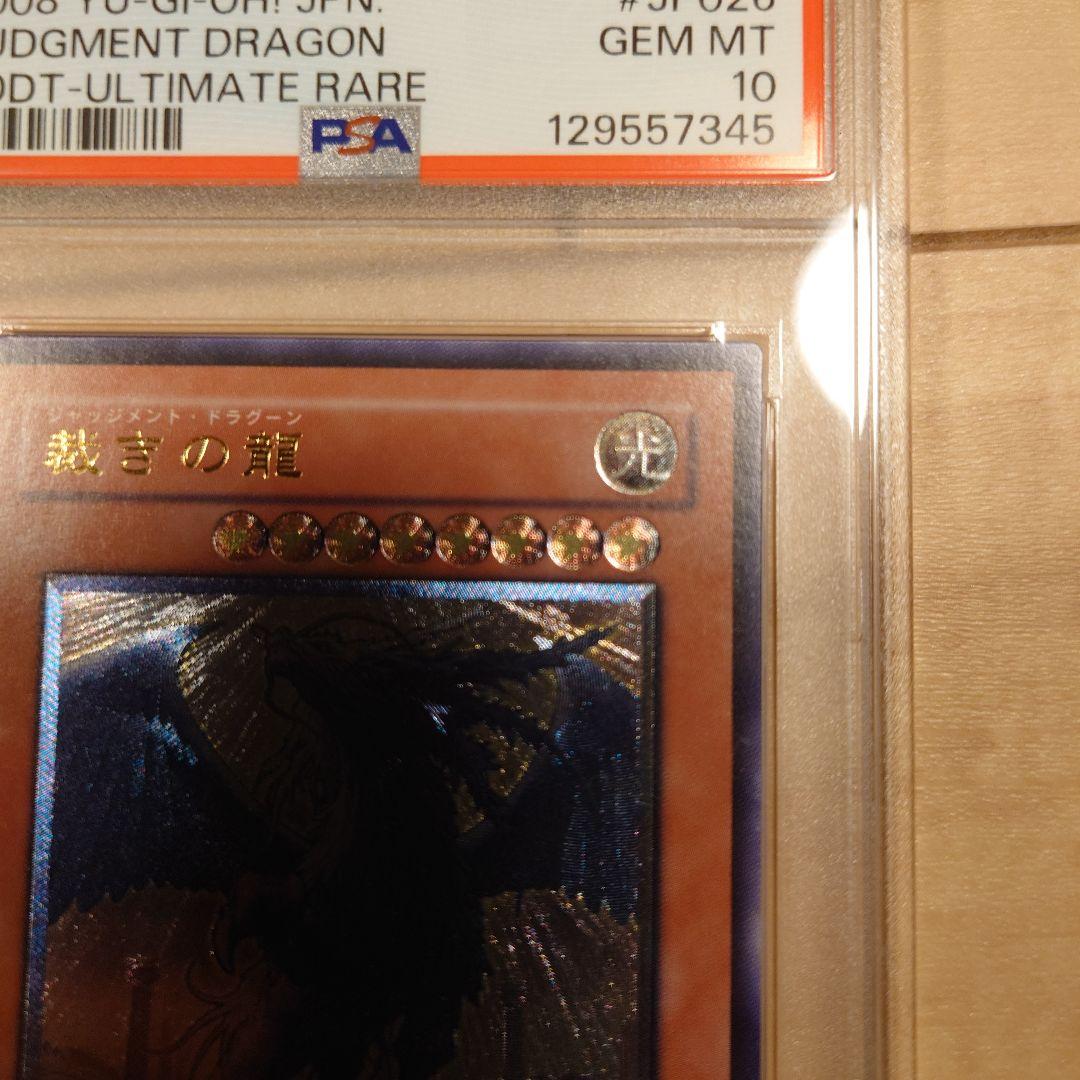 008 YU-GI-OH! JPN. #JP026
UDGMENT DRAGON GEM MT
ODT-ULTIMATE RARE 10
PSA 129557345
ジャッジメント・ドラグーン
裁きの龍 光